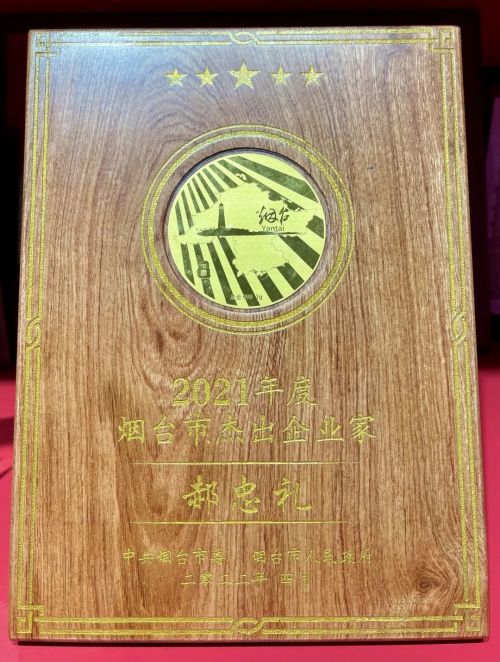 烟台
Yantai
2021年度
烟台市杰出企业家
郝忠礼
中共烟台市委 烟台市人民政府
二零二二年 四月